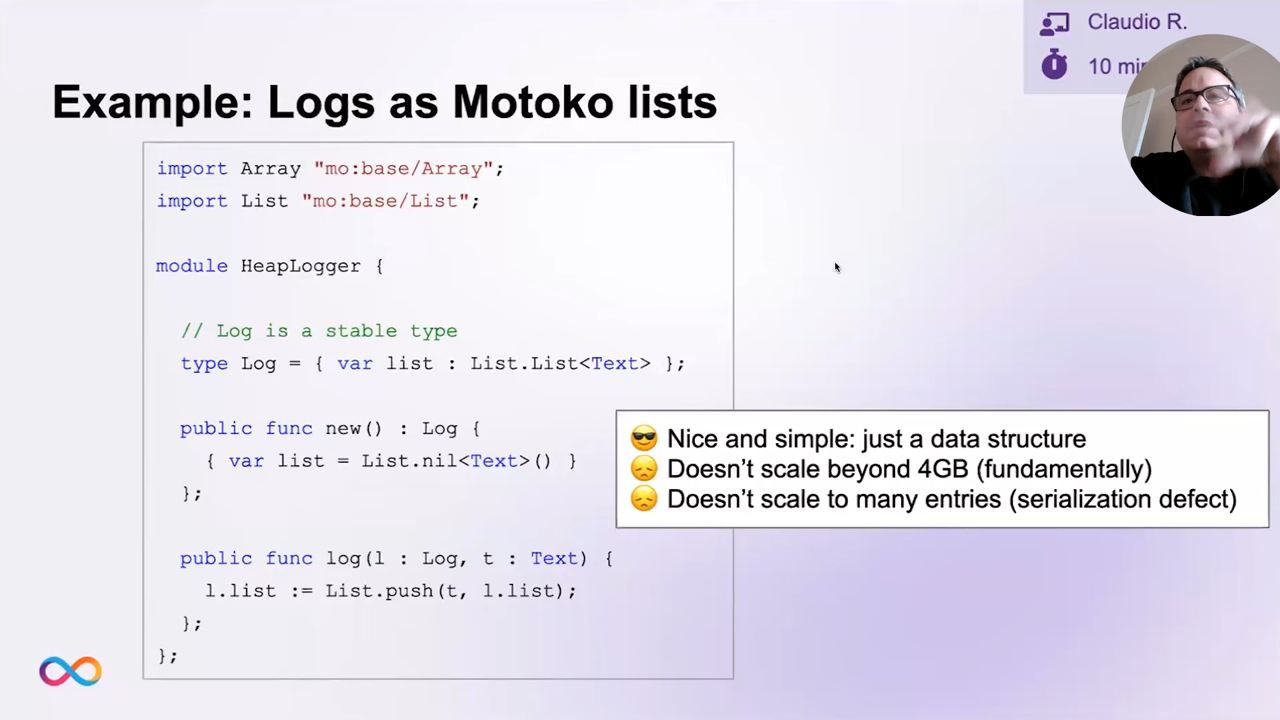 Claudio R.
10
Example: Logs as Motoko lists
import Array "mo:base/Array";
import List "mo:base/List";
module HeapLogger {
// Log is a stable type
type Log = { var list : List.List<Text> };
public func new() : Log {
{ var list = List.nil<Text>() }
};
public func log(l : Log, t : Text) {
l.list := List.push(t, l.list);
};
};
😎 Nice and simple: just a data structure
😞 Doesn’t scale beyond 4GB (fundamentally)
😞 Doesn’t scale to many entries (serialization defect)